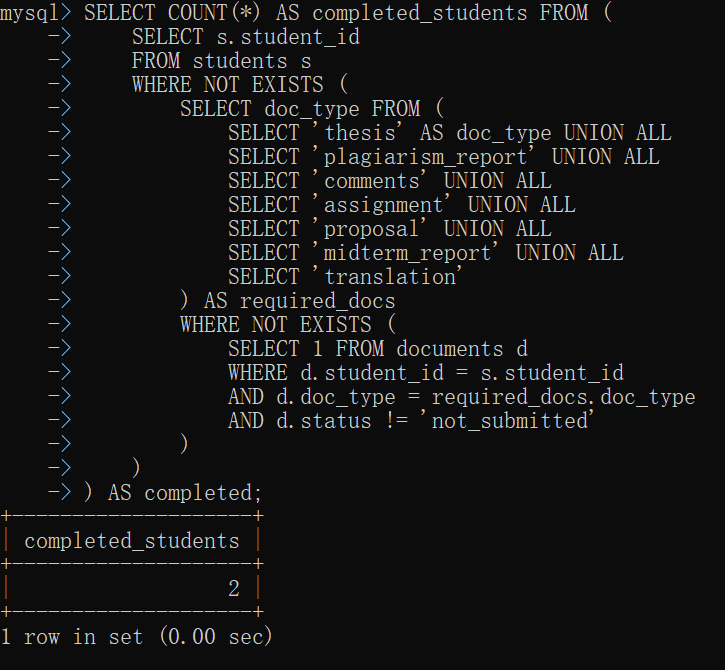 mysql> SELECT COUNT(*) AS completed_students FROM (
    ->     SELECT s.student_id
    ->     FROM students s
    ->     WHERE NOT EXISTS (
    ->         SELECT doc_type FROM (
    ->             SELECT 'thesis' AS doc_type UNION ALL
    ->             SELECT 'plagiarism_report' UNION ALL
    ->             SELECT 'comments' UNION ALL
    ->             SELECT 'assignment' UNION ALL
    ->             SELECT 'proposal' UNION ALL
    ->             SELECT 'midterm_report' UNION ALL
    ->             SELECT 'translation'
    ->         ) AS required_docs
    ->         WHERE NOT EXISTS (
    ->             SELECT 1 FROM documents d
    ->             WHERE d.student_id = s.student_id
    ->             AND d.doc_type = required_docs.doc_type
    ->             AND d.status != 'not_submitted'
    ->         )
    ->     )
    -> ) AS completed;
+--------------------+
| completed_students |
+--------------------+
|                  2 |
+--------------------+
1 row in set (0.00 sec)